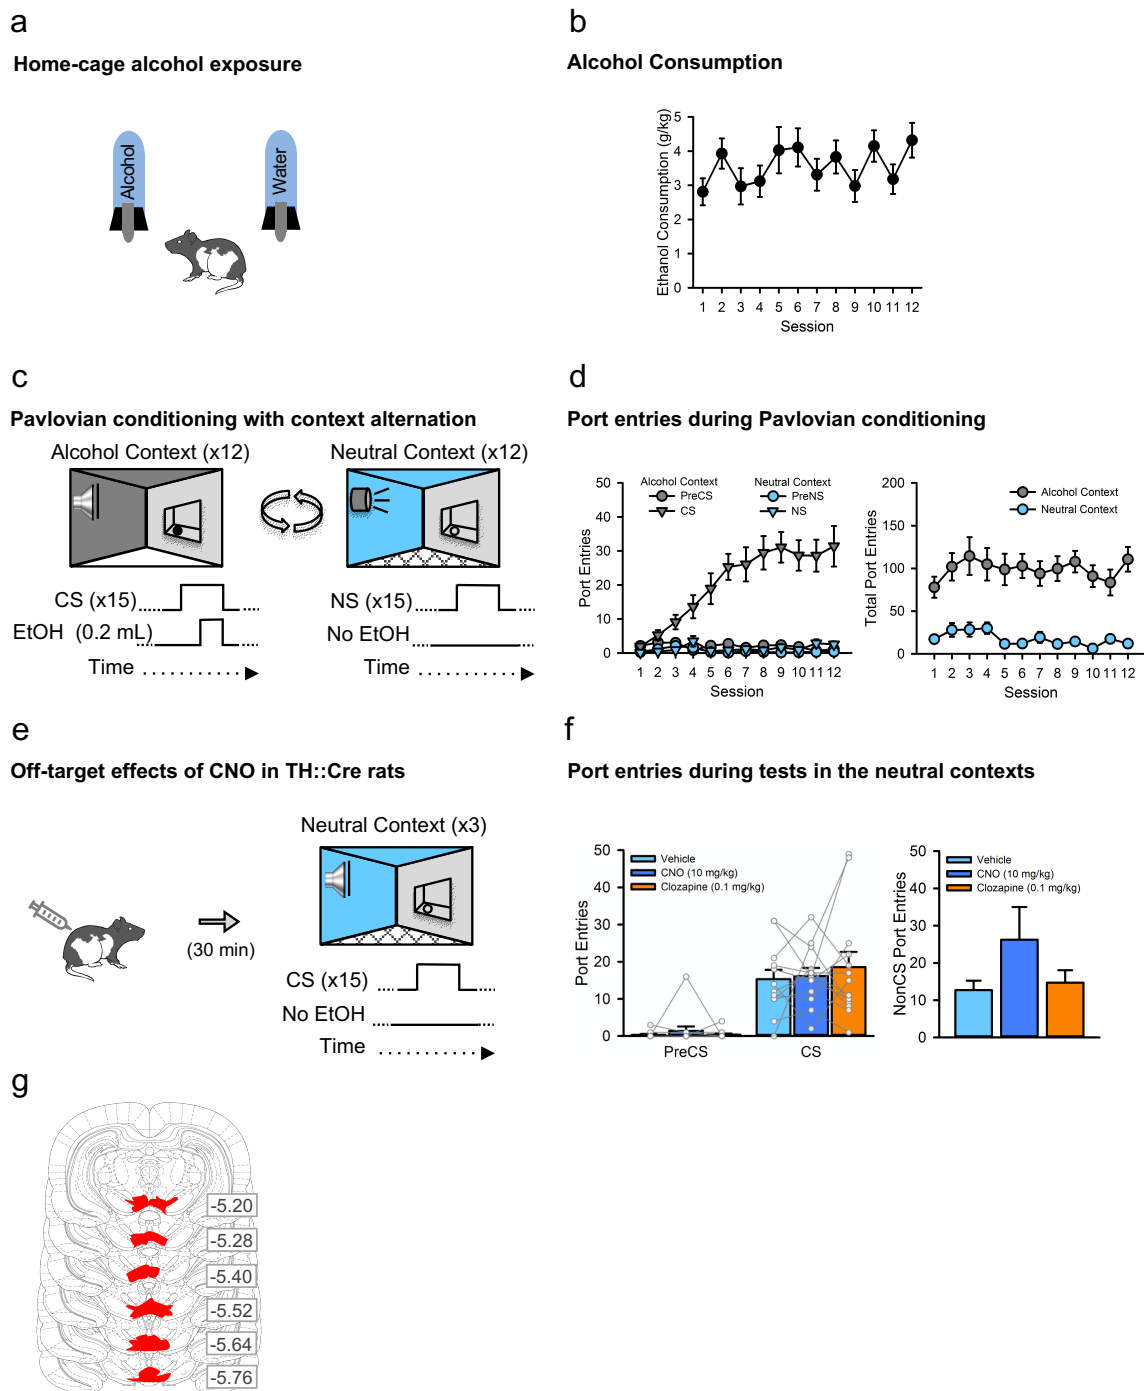 a
Home-cage alcohol exposure
Alcohol
Water
b
Alcohol Consumption
Ethanol Consumption (g/kg)
5
4
3
2
1
0
1 2 3 4 5 6 7 8 9 10 11 12
Session
c
Pavlovian conditioning with context alternation
Alcohol Context (x12)
Neutral Context (x12)
CS (x15)
EtOH (0.2 mL)
Time
NS (x15)
No EtOH
Time
d
Port entries during Pavlovian conditioning
Alcohol Context
PreCS
CS
Neutral Context
PreNS
NS
Port Entries
50
40
30
20
10
0
1 2 3 4 5 6 7 8 9 10 11 12
Session
Alcohol Context
Neutral Context
Total Port Entries
200
150
100
50
0
1 2 3 4 5 6 7 8 9 10 11 12
Session
e
Off-target effects of CNO in TH::Cre rats
(30 min)
Neutral Context (x3)
CS (x15)
No EtOH
Time
f
Port entries during tests in the neutral contexts
Vehicle
CNO (10 mg/kg)
Clozapine (0.1 mg/kg)
Port Entries
50
40
30
20
10
0
PreCS CS
Vehicle
CNO (10 mg/kg)
Clozapine (0.1 mg/kg)
NonCS Port Entries
50
40
30
20
10
0
g
-5.20
-5.28
-5.40
-5.52
-5.64
-5.76